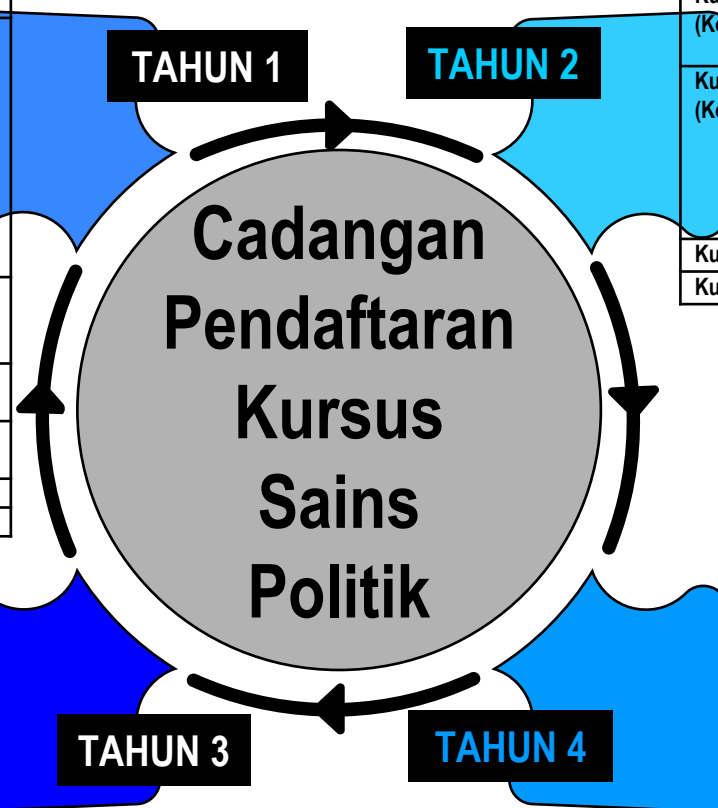 TAHUN 1
TAHUN 2
Cadangan
Pendaftaran
Kursus
Sains
Politik
TAHUN 3
TAHUN 4